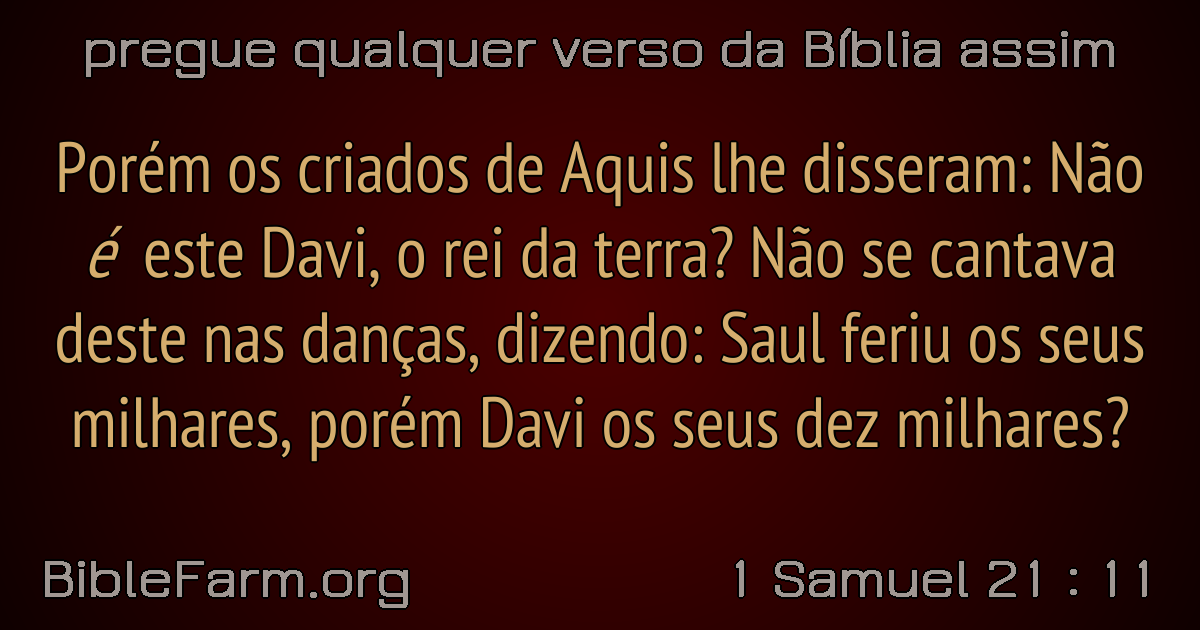 pregue qualquer verso da Bíblia assim
Porém os criados de Aquis lhe disseram: Não
é este Davi, o rei da terra? Não se cantava
deste nas danças, dizendo: Saul feriu os seus
milhares, porém Davi os seus dez milhares?
BibleFarm.org
1 Samuel 21 : 11